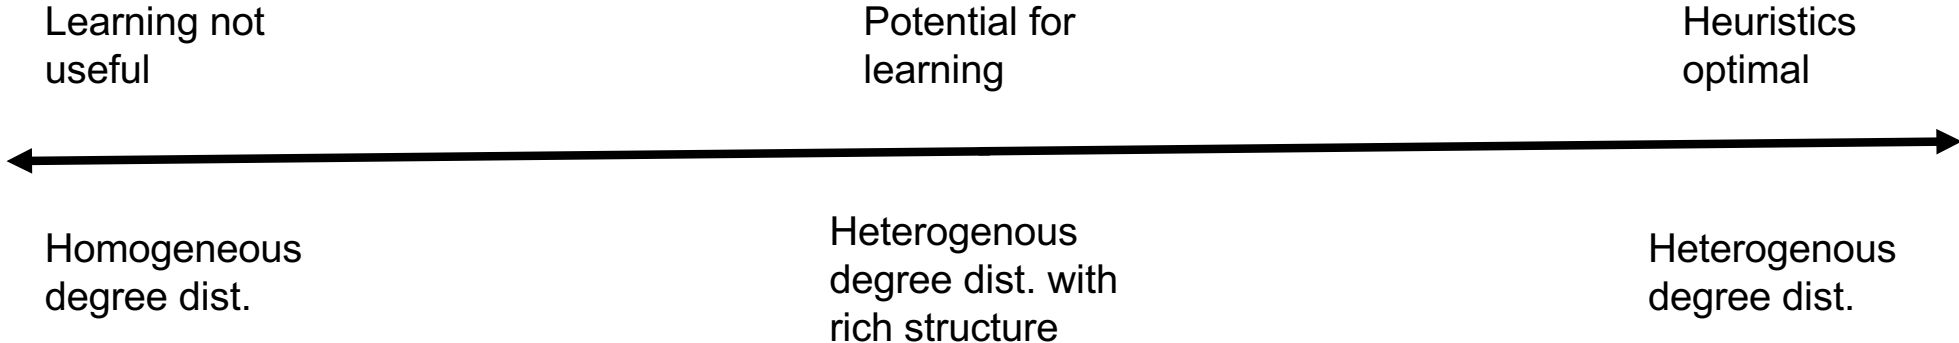 Learning not
useful
Potential for
learning
Heuristics
optimal
Homogeneous
degree dist.
Heterogenous
degree dist. with
rich structure
Heterogenous
degree dist.